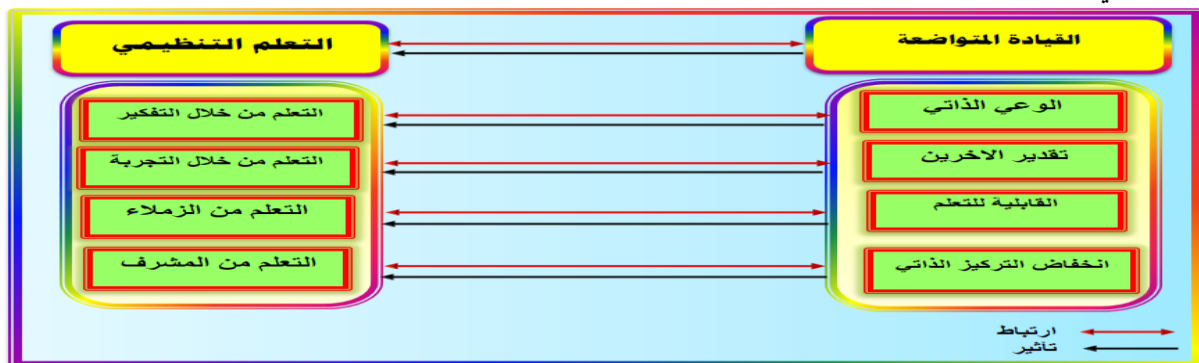 القيادة المتواضعة
التعلم التنظيمي
الوعي الذاتي
تقدير الاخرين
القابلية للتعلم
انخفاض التركيز الذاتي
التعلم من خلال التفكير
التعلم من خلال التجربة
التعلم من الزملاء
التعلم من المشرف
ارتباط
تأثير